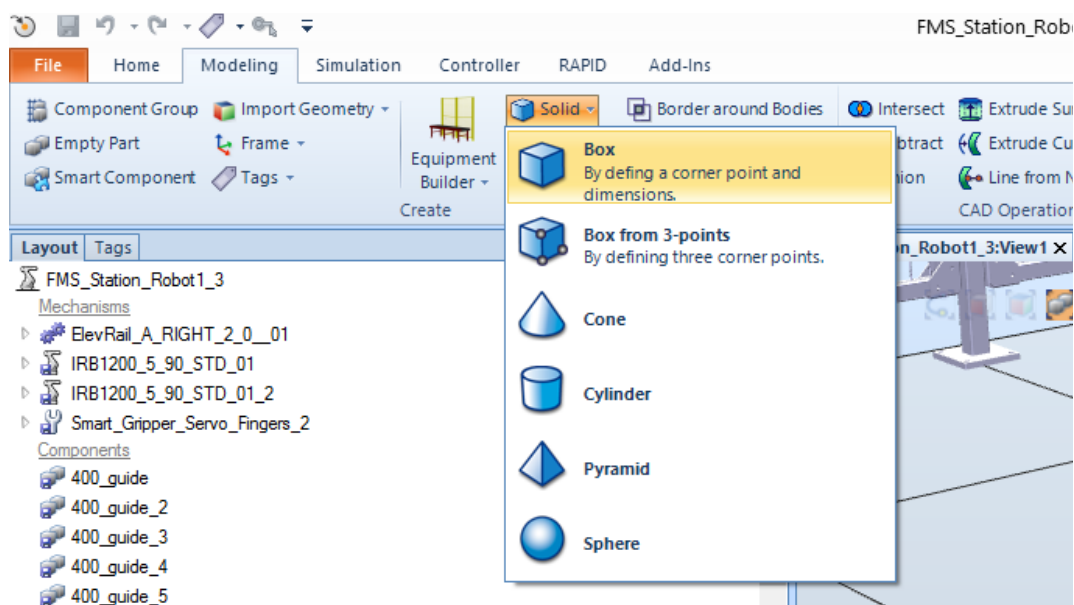 FMS_Station_Robo
File Home Modeling Simulation Controller RAPID Add-Ins
Component Group Import Geometry Solid Border around Bodies Intersect Extrude Su
Empty Part Frame btract Extrude Cu
Equipment
Smart Component Tags Builder ion Line from N
Create CAD Operation
Box
By defing a corner point and
dimensions.
Box from 3-points
By defining three corner points.
Cone
Cylinder
Pyramid
Sphere
Layout Tags
n_Robot1_3:View1
FMS_Station_Robot1_3
Mechanisms
ElevRail_A_RIGHT_2_0__01
IRB1200_5_90_STD_01
IRB1200_5_90_STD_01_2
Smart_Gripper_Servo_Fingers_2
Components
400_guide
400_guide_2
400_guide_3
400_guide_4
400_guide_5